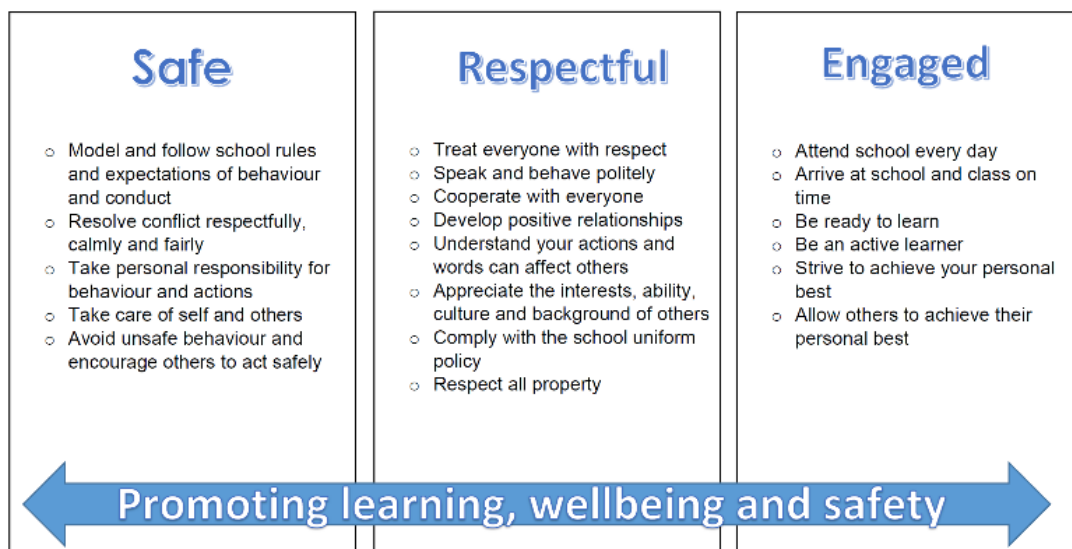 Safe
Model and follow school rules
and expectations of behaviour
and conduct
Resolve conflict respectfully,
calmly and fairly
Take personal responsibility for
behaviour and actions
Take care of self and others
Avoid unsafe behaviour and
encourage others to act safely
Respectful
Treat everyone with respect
Speak and behave politely
Cooperate with everyone
Develop positive relationships
Understand your actions and
words can affect others
Appreciate the interests, ability,
culture and background of others
Comply with the school uniform
policy
Respect all property
Engaged
Attend school every day
Arrive at school and class on
time
Be ready to learn
Be an active learner
Strive to achieve your personal
best
Allow others to achieve their
personal best
Promoting learning, wellbeing and safety